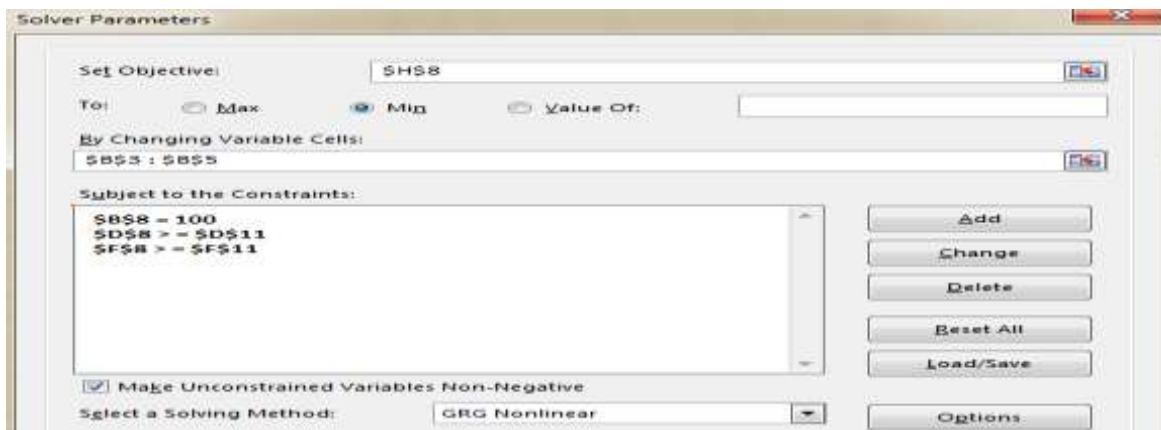 Solver Parameters
Set Objective: $H$8
To: Max Min Value Of:
By Changing Variable Cells:
$B$3 : $B$5
Subject to the Constraints:
$B$8 = 100
$D$8 > = $D$11
$F$8 > = $F$11
Add
Change
Delete
Reset All
Load/Save
Make Unconstrained Variables Non-Negative
Select a Solving Method: GRG Nonlinear Options